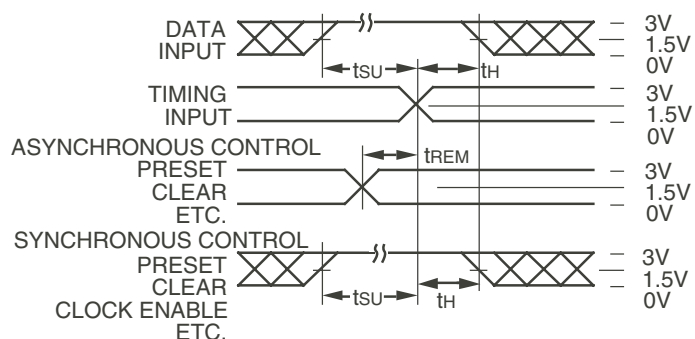 DATA
INPUT
3V
1.5V
0V
tSU
tH
TIMING
INPUT
3V
1.5V
0V
ASYNCHRONOUS CONTROL
PRESET
CLEAR
ETC.
tREM
3V
1.5V
0V
SYNCHRONOUS CONTROL
PRESET
CLEAR
CLOCK ENABLE
ETC.
3V
1.5V
0V
tSU
tH